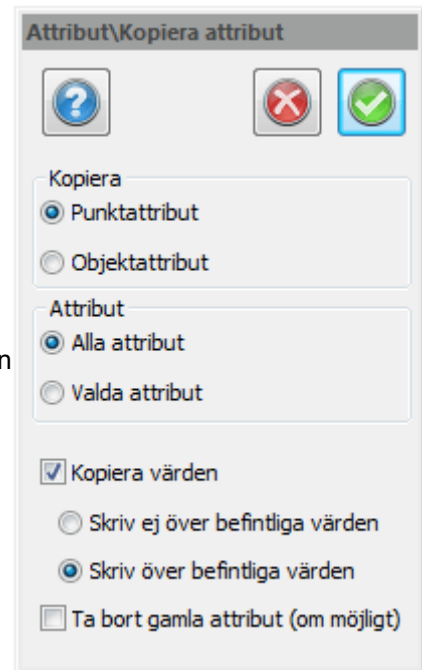 Attribut\Kopiera attribut
?
Kopiera
Punktattribut
Objektattribut
Attribut
Alla attribut
n
Valda attribut
Kopiera värden
Skriv ej över befintliga värden
Skriv över befintliga värden
Ta bort gamla attribut (om möjligt)